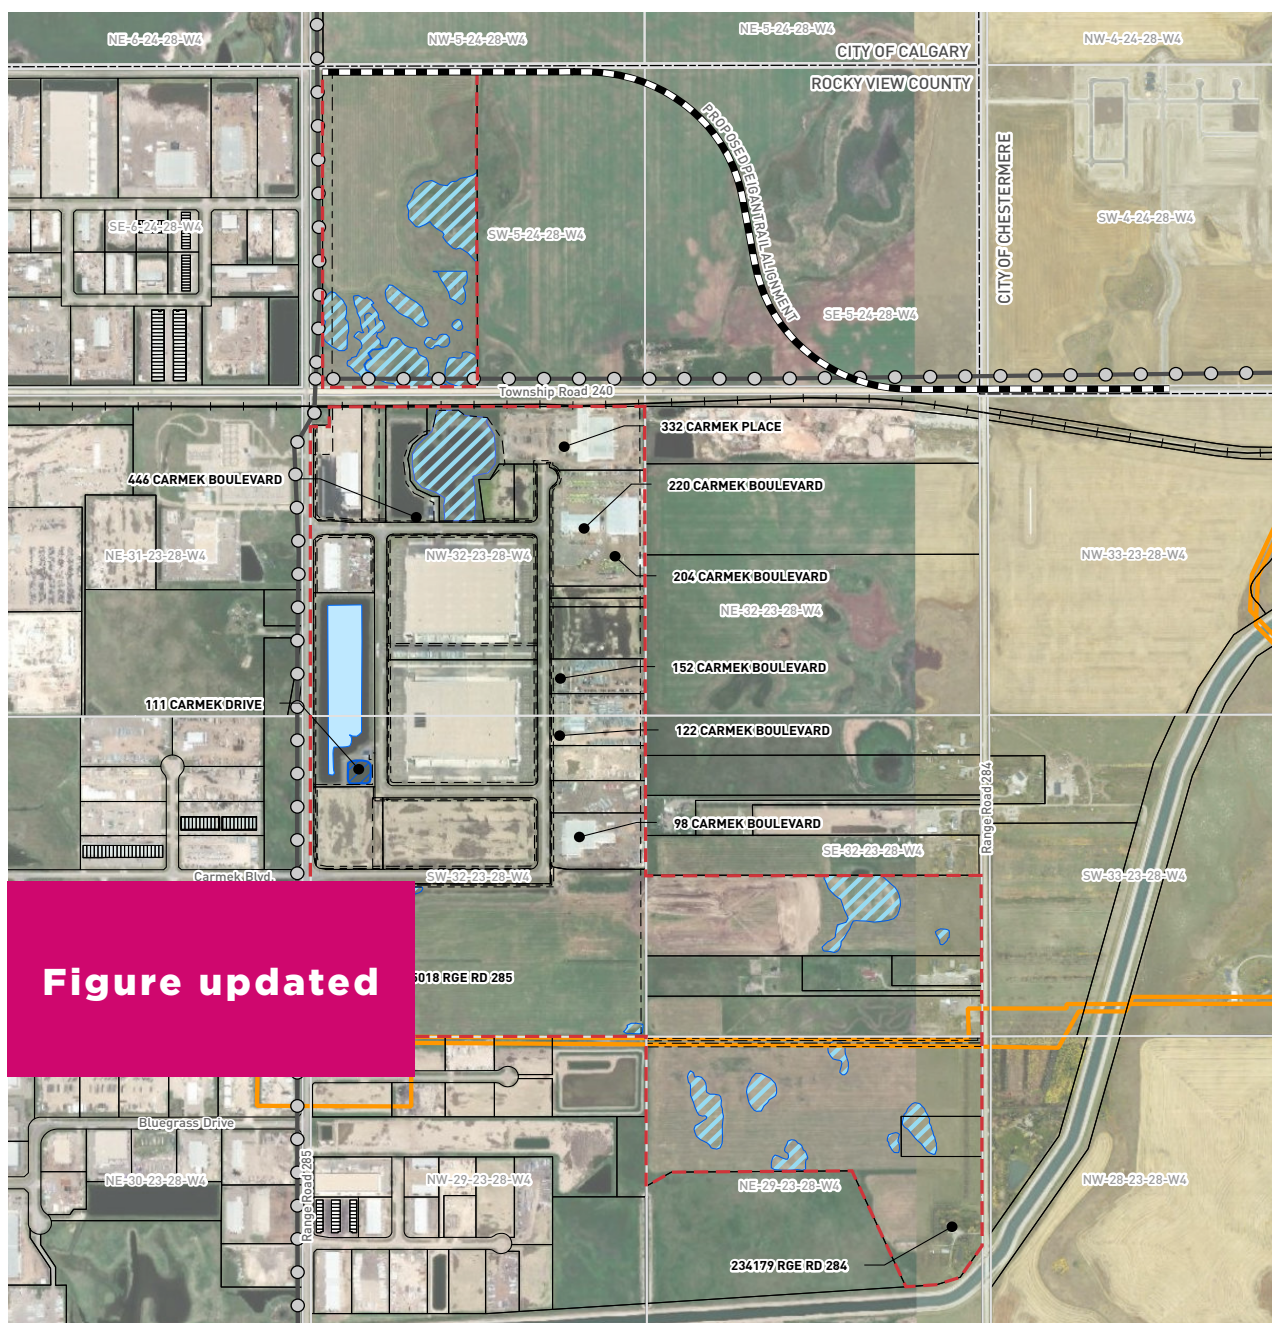 NE-6-24-28-W4
NW-5-24-28-W4
NE-5-24-28-W4
NW-4-24-28-W4
CITY OF CALGARY
ROCKY VIEW COUNTY
PROPOSED PEIGAN TRAIL ALIGNMENT
CITY OF CHESTERMERE
SE-6-24-28-W4
SW-5-24-28-W4
SW-4-24-28-W4
SE-5-24-28-W4
Township Road 240
332 CARMEK PLACE
446 CARMEK BOULEVARD
220 CARMEK BOULEVARD
NE-31-23-28-W4
NW-32-23-28-W4
NW-33-23-28-W4
204 CARMEK BOULEVARD
NE-32-23-28-W4
152 CARMEK BOULEVARD
111 CARMEK DRIVE
122 CARMEK BOULEVARD
Range Road 284
98 CARMEK BOULEVARD
SE-32-23-28-W4
Carmek Blvd.
SW-32-23-28-W4
SW-33-23-28-W4
Figure updated
5018 RGE RD 285
Bluegrass Drive
Range Road 285
NE-30-23-28-W4
NW-29-23-28-W4
NE-29-23-28-W4
NW-28-23-28-W4
234179 RGE RD 284